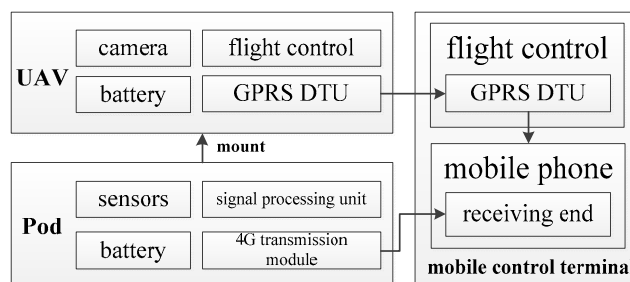 UAV
camera
flight control
battery
GPRS DTU
mount
Pod
sensors
signal processing unit
battery
4G transmission
module
flight control
GPRS DTU
mobile phone
receiving end
mobile control termina